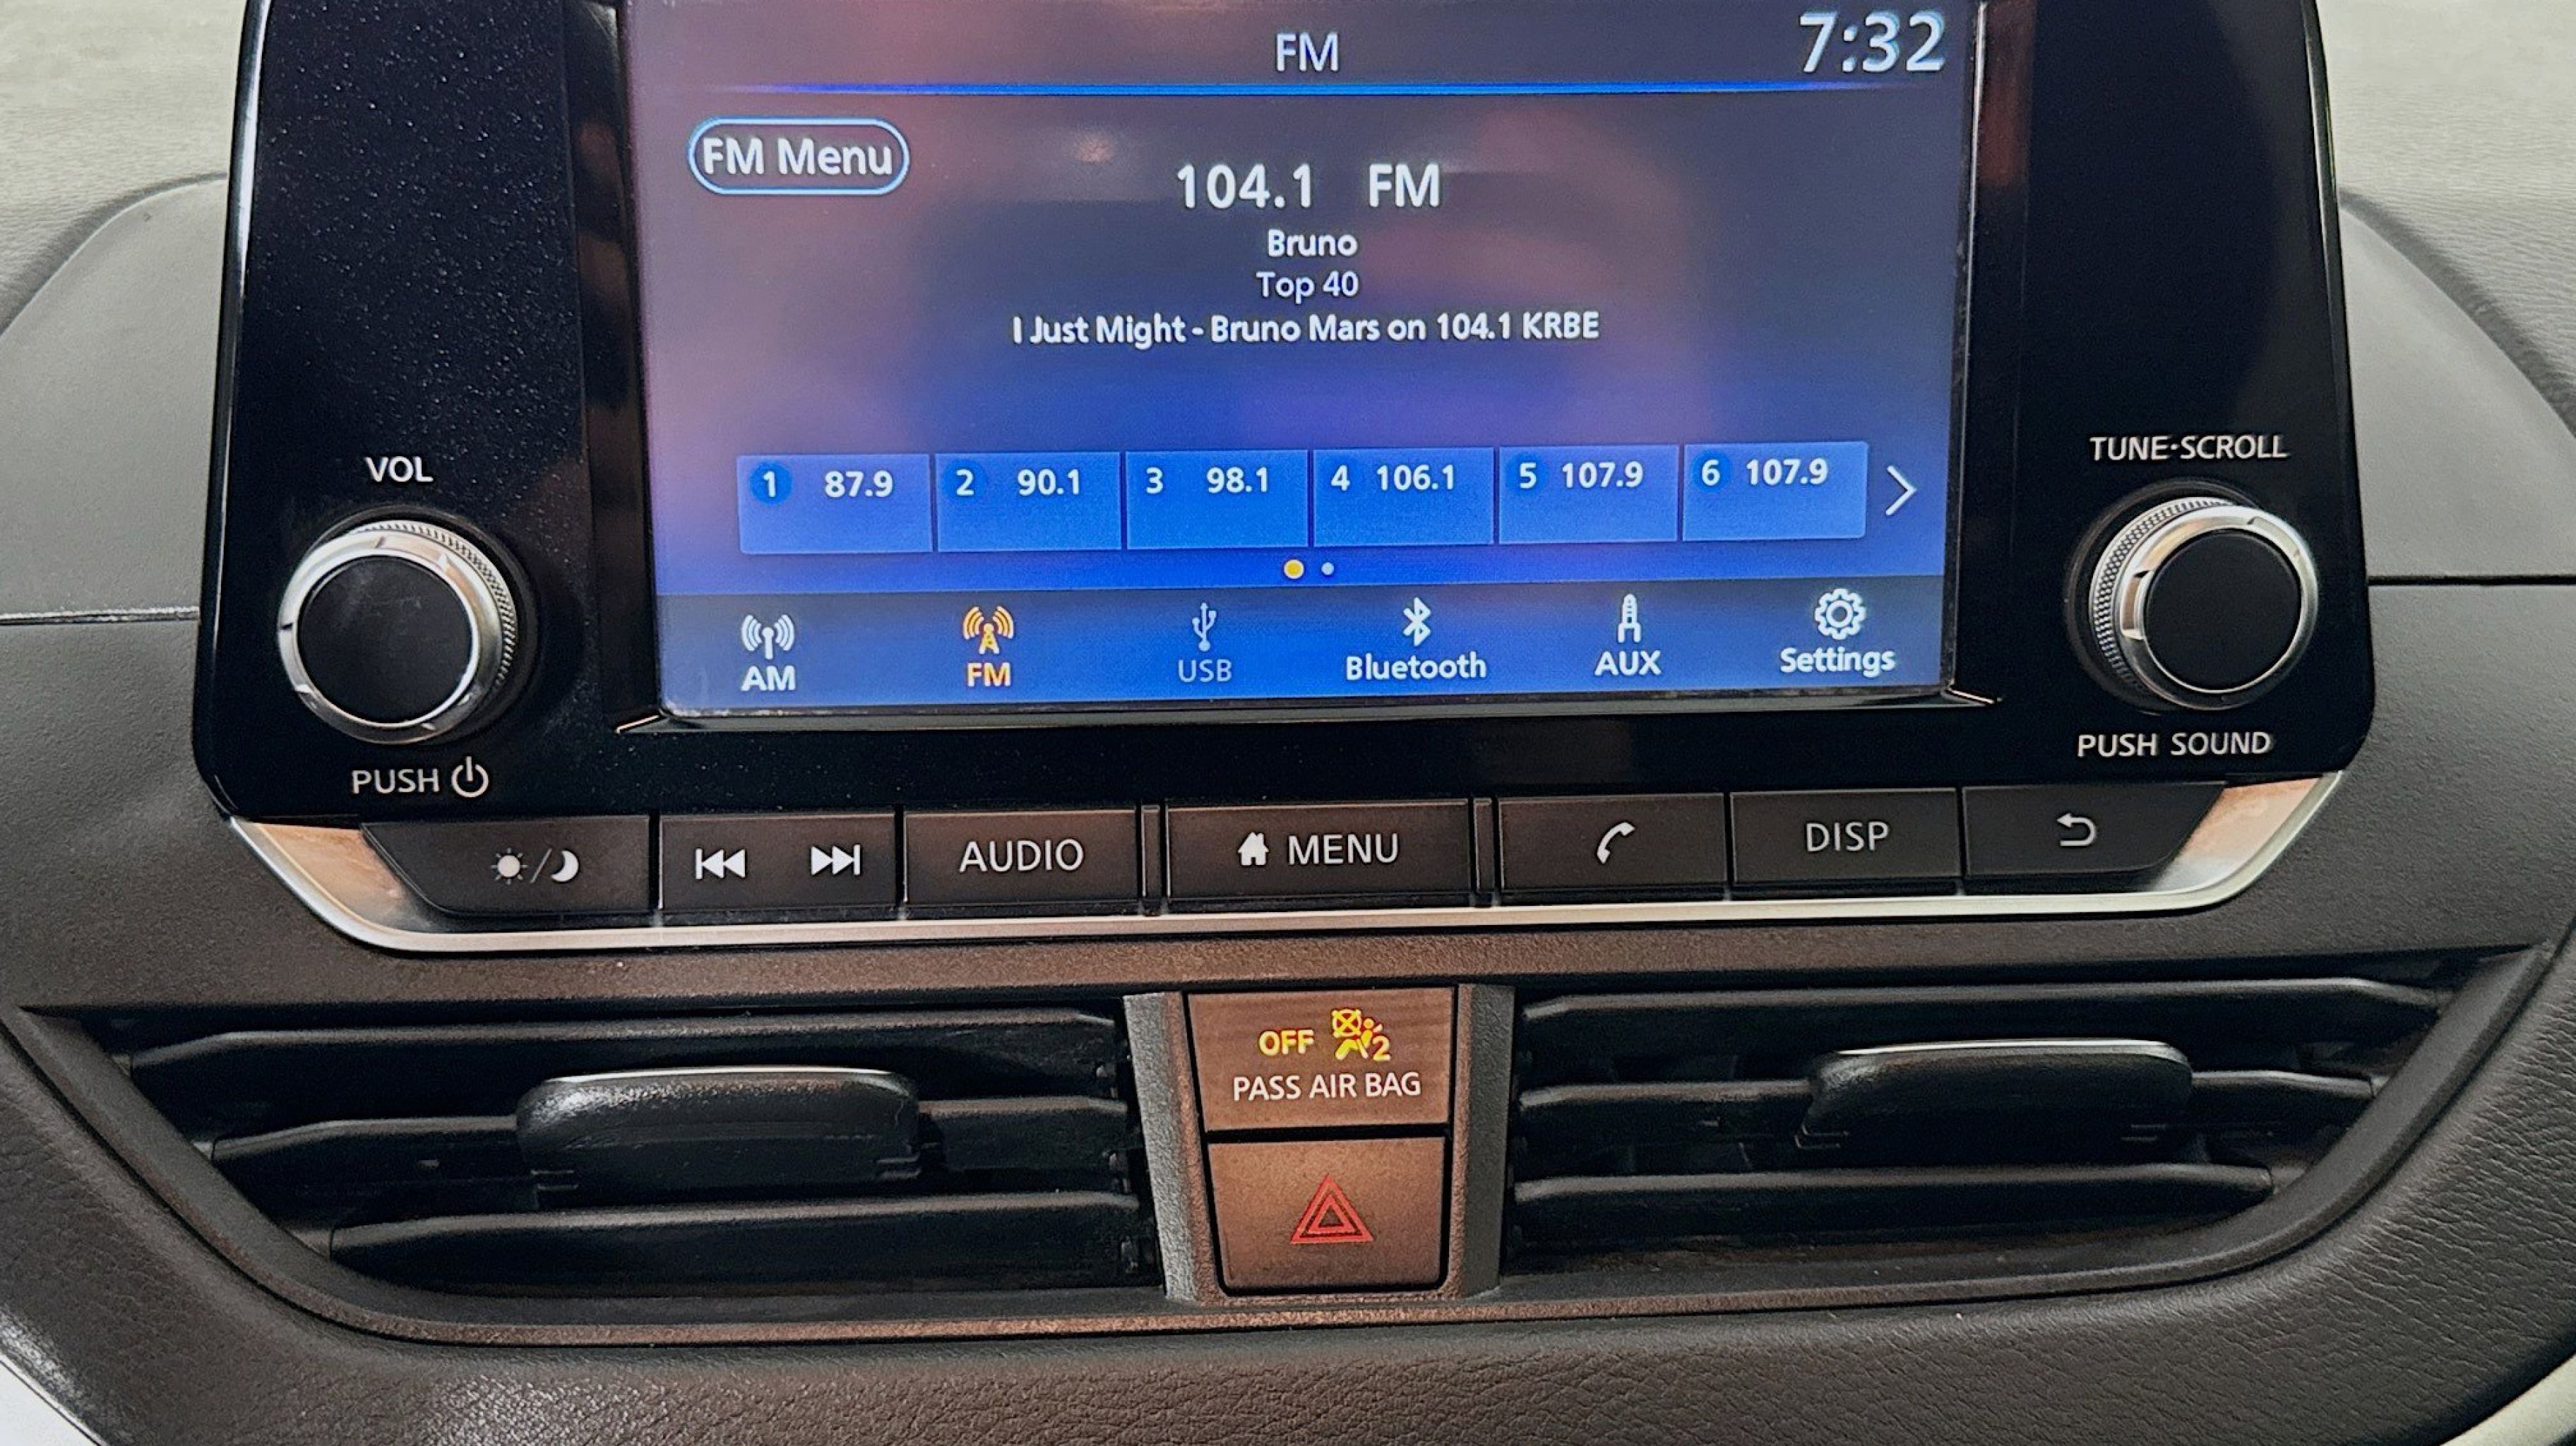 FM 7:32
FM Menu
104.1 FM
Bruno
Top 40
I Just Might - Bruno Mars on 104.1 KRBE
1 87.9 2 90.1 3 98.1 4 106.1 5 107.9 6 107.9
AM FM USB Bluetooth AUX Settings
VOL
PUSH
TUNE·SCROLL
PUSH SOUND
AUDIO MENU DISP
OFF 2
PASS AIR BAG